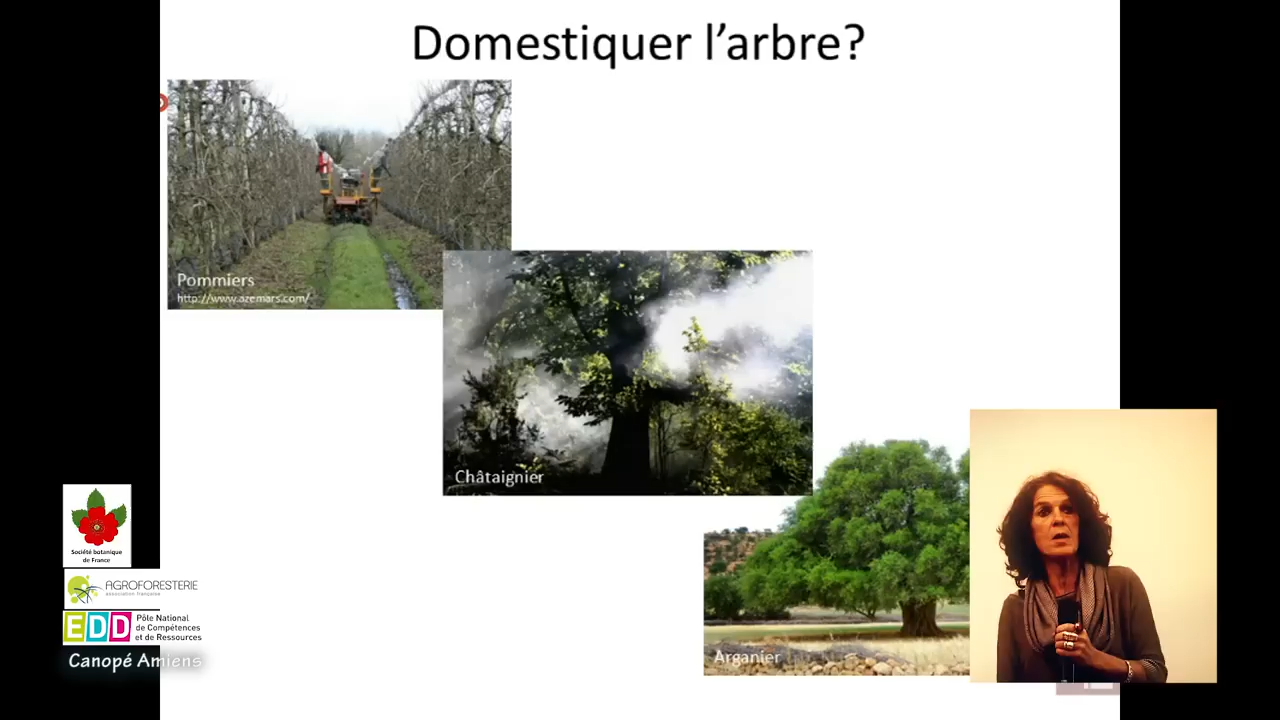 Domestiquer l'arbre?
Pommiers
http://www.azemars.com/
Châtaignier
Arganier
Société botanique
de France
AGROFORESTERIE
association française
EDD
Pôle National
de Compétences
et de Ressources
Canopé Amiens